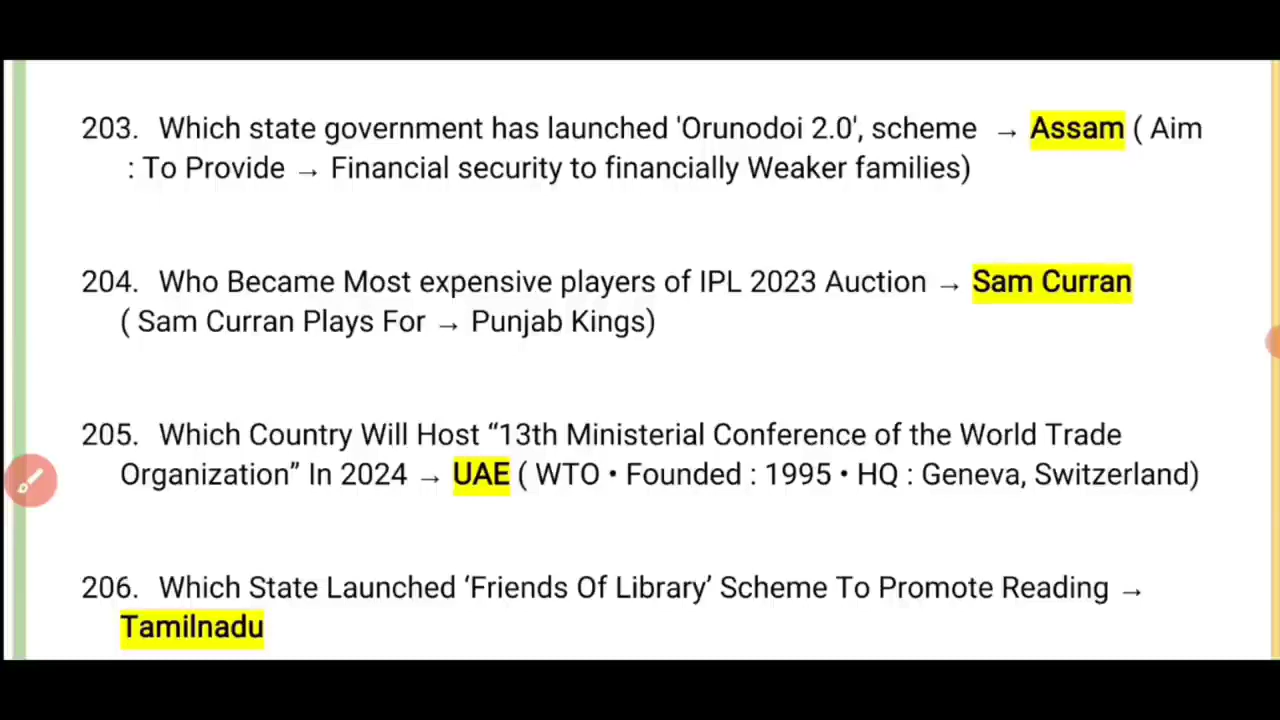 203. Which state government has launched 'Orunodoi 2.0', scheme → Assam ( Aim
: To Provide → Financial security to financially Weaker families)
204. Who Became Most expensive players of IPL 2023 Auction → Sam Curran
( Sam Curran Plays For → Punjab Kings)
205. Which Country Will Host “13th Ministerial Conference of the World Trade
Organization” In 2024 → UAE ( WTO • Founded : 1995 • HQ : Geneva, Switzerland)
206. Which State Launched ‘Friends Of Library’ Scheme To Promote Reading →
Tamilnadu